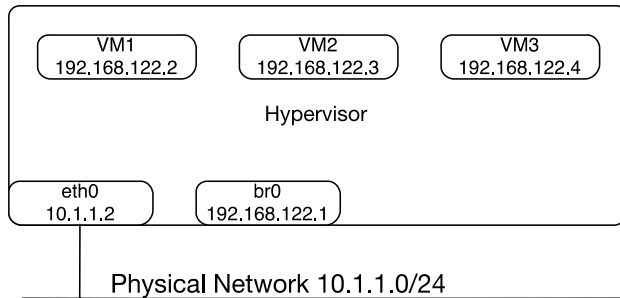 VM1
192.168.122.2
VM2
192.168.122.3
VM3
192.168.122.4
Hypervisor
eth0
10.1.1.2
br0
192.168.122.1
Physical Network 10.1.1.0/24